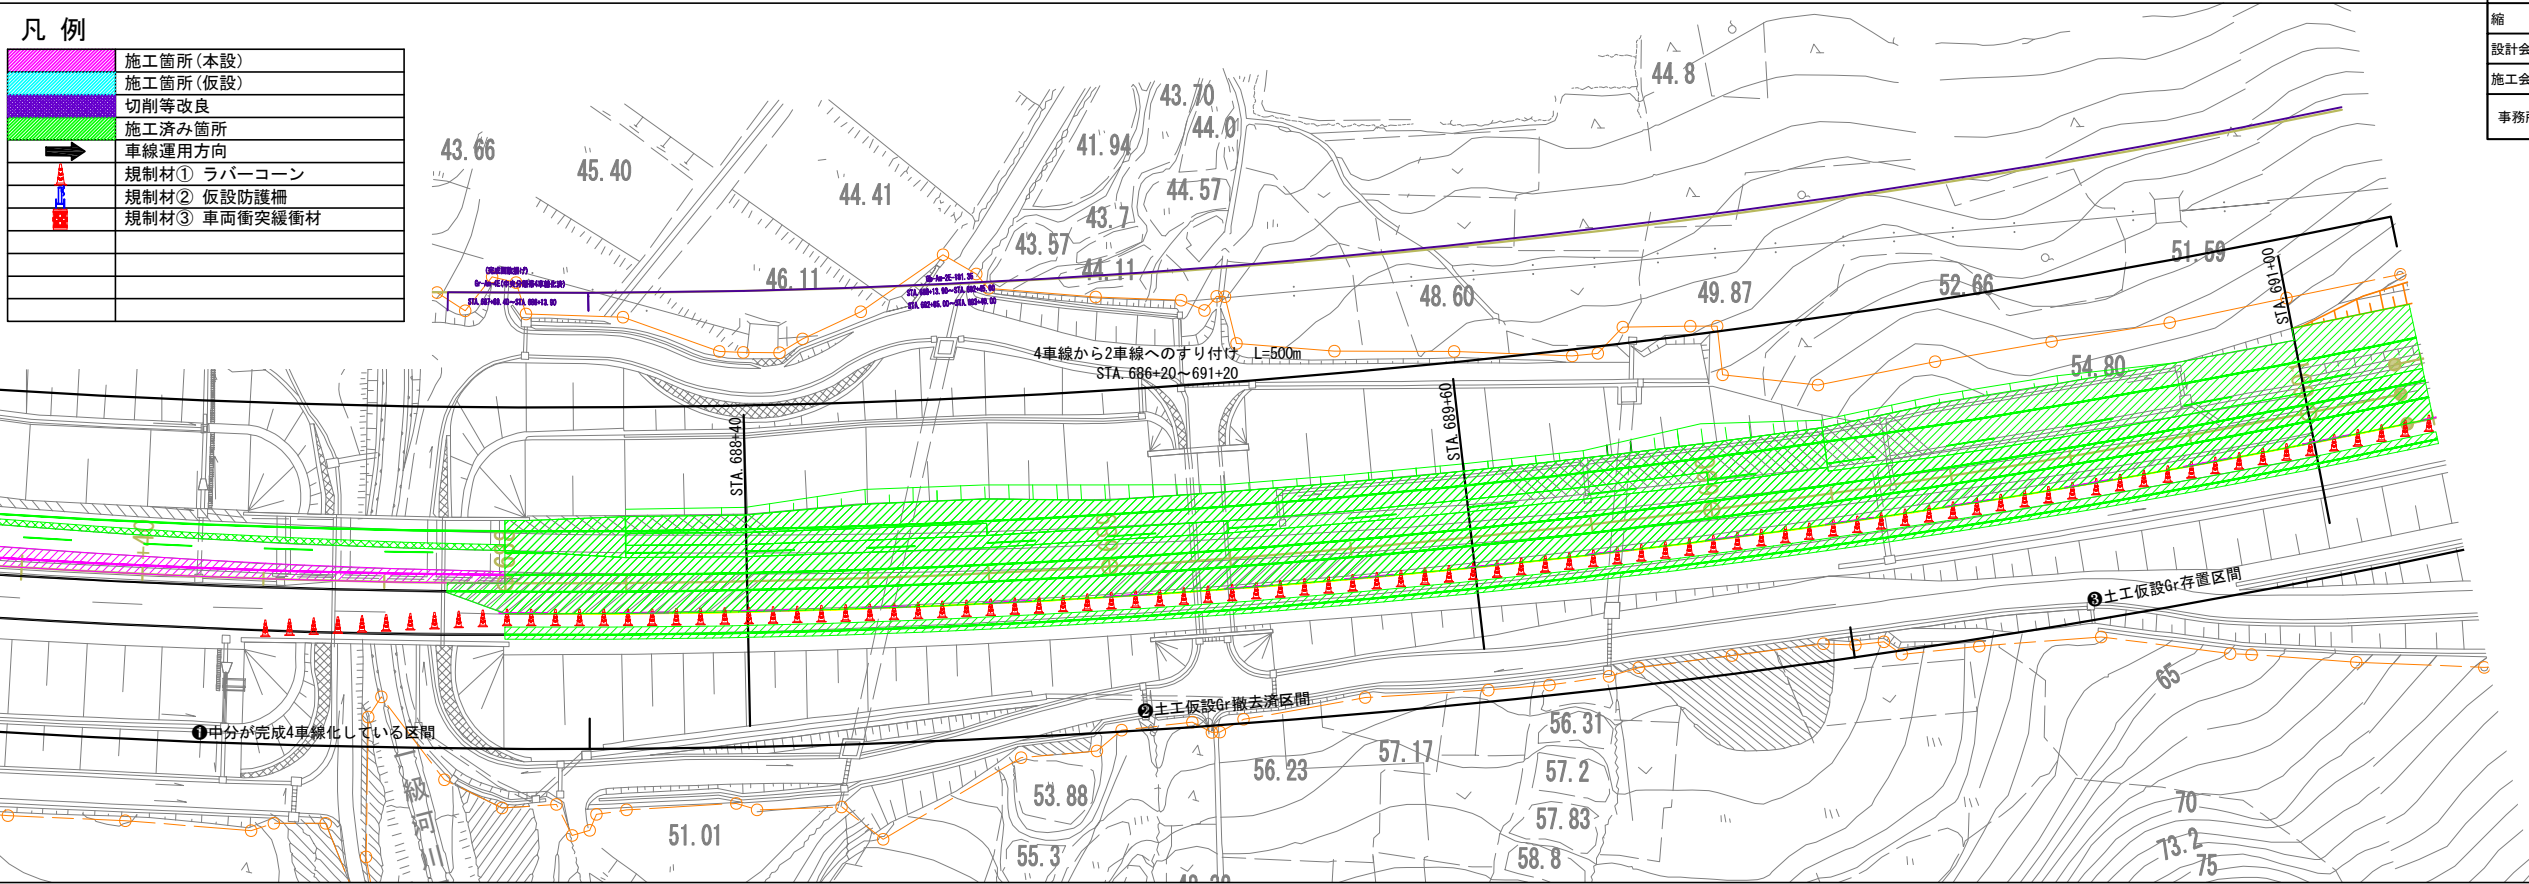 凡 例
施工箇所(本設)
施工箇所(仮設)
切削等改良
施工済み箇所
車線運用方向
規制材① ラバーコーン
規制材② 仮設防護柵
規制材③ 車両衝突緩衝材
縮
設計会
施工会
事務所
43.66
45.40
44.41
46.11
41.94
43.70
44.0
44.57
43.7
43.57
44.11
44.8
48.60
49.87
52.66
51.59
54.80
4車線から2車線へのすり付け L=500m
STA.686+20～691+20
STA.688+40
STA.689+60
STA.691+00
❶中分が完成4車線化している区間
❷土工仮設Gr撤去済区間
❸土工仮設Gr存置区間
級河川
51.01
53.88
55.3
56.23
57.17
56.31
57.2
57.83
58.8
65
70
73.2
75